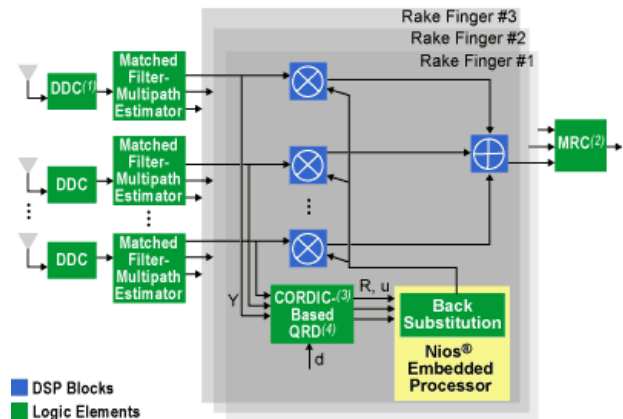 Rake Finger #3
Rake Finger #2
Rake Finger #1
DDC(1)
Matched
Filter-
Multipath
Estimator
DDC
Matched
Filter-
Multipath
Estimator
DDC
Matched
Filter-
Multipath
Estimator
MRC(2)
Y
CORDIC-(3)
Based
QRD(4)
R, u
d
Back
Substitution
Nios®
Embedded
Processor
DSP Blocks
Logic Elements